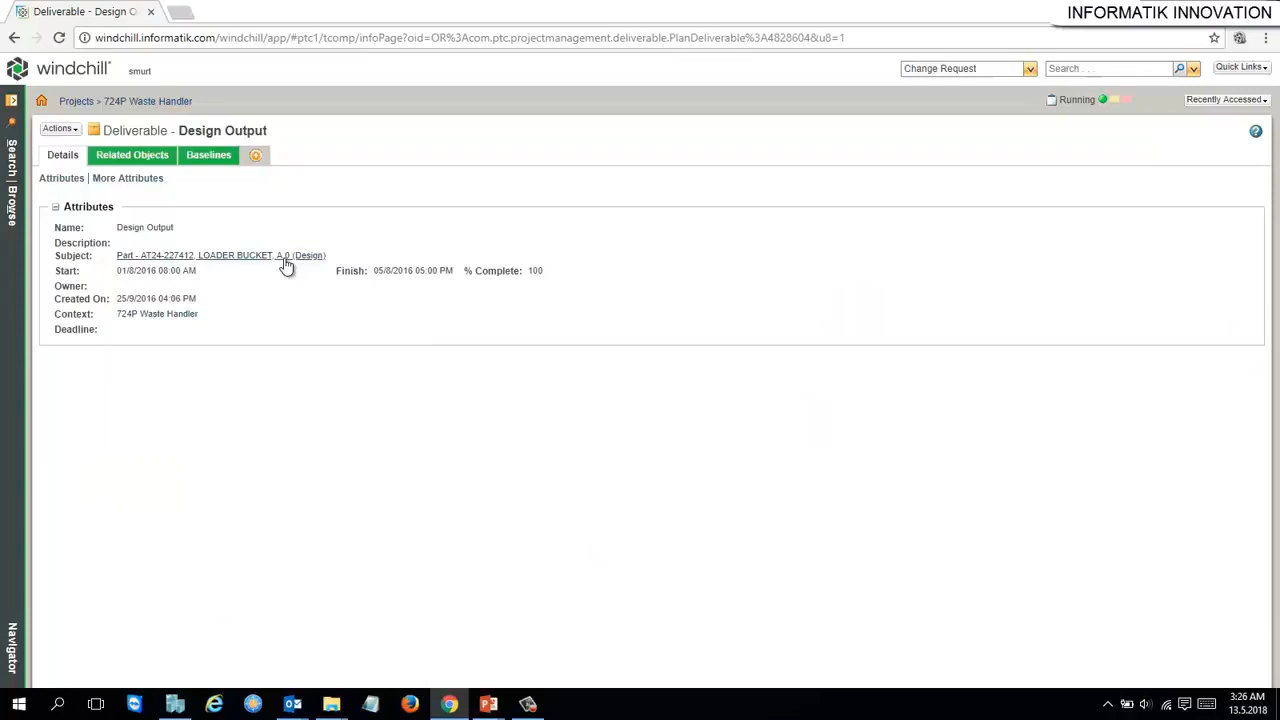 Deliverable - Design O
INFORMATIK INNOVATION
windchill.informatik.com/windchill/app/#ptc1/tcomp/infoPage?oid=OR%3Acom.ptc.projectmanagement.deliverable.PlanDeliverable%3A4828604&u8=1
windchill smurt
Change Request
Search . . .
Quick Links
Projects > 724P Waste Handler
Running
Recently Accessed
Actions
Deliverable - Design Output
Details
Related Objects
Baselines
Search | Browse
Attributes | More Attributes
Attributes
Name: Design Output
Description:
Subject: Part - AT24-227412, LOADER BUCKET, A.0 (Design)
Start: 01/8/2016 08:00 AM Finish: 05/8/2016 05:00 PM % Complete: 100
Owner:
Created On: 25/9/2016 04:06 PM
Context: 724P Waste Handler
Deadline:
Navigator
3:26 AM
13.5.2018